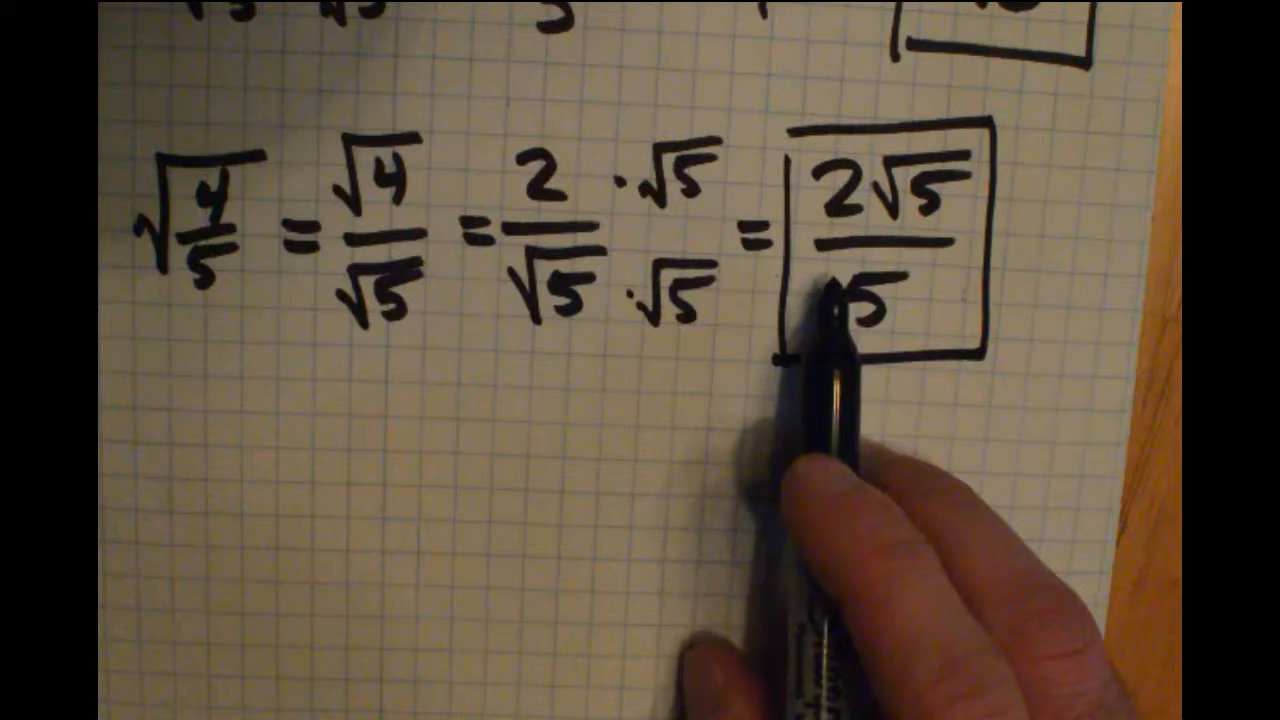 √(4/5) = √4/√5 = 2/√5 · √5/√5 = 2√5/5